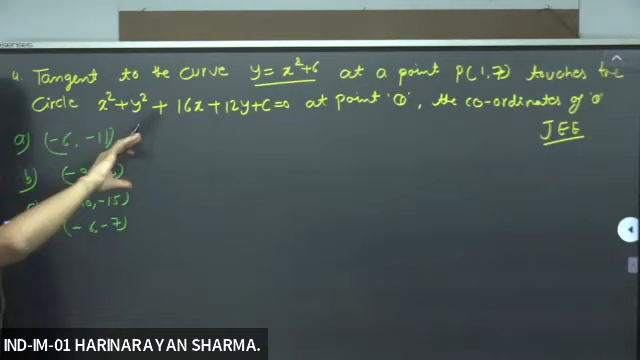 4. Tangent to the curve y = x²+6 at a point P(1,7) touches the
Circle x²+y² + 16x+12y+C=0 at point 'Q', the co-ordinates of
JEE
a) (-6, -11)
b) (-
-15)
(-6 -7)
IND-IM-01 HARINARAYAN SHARMA.